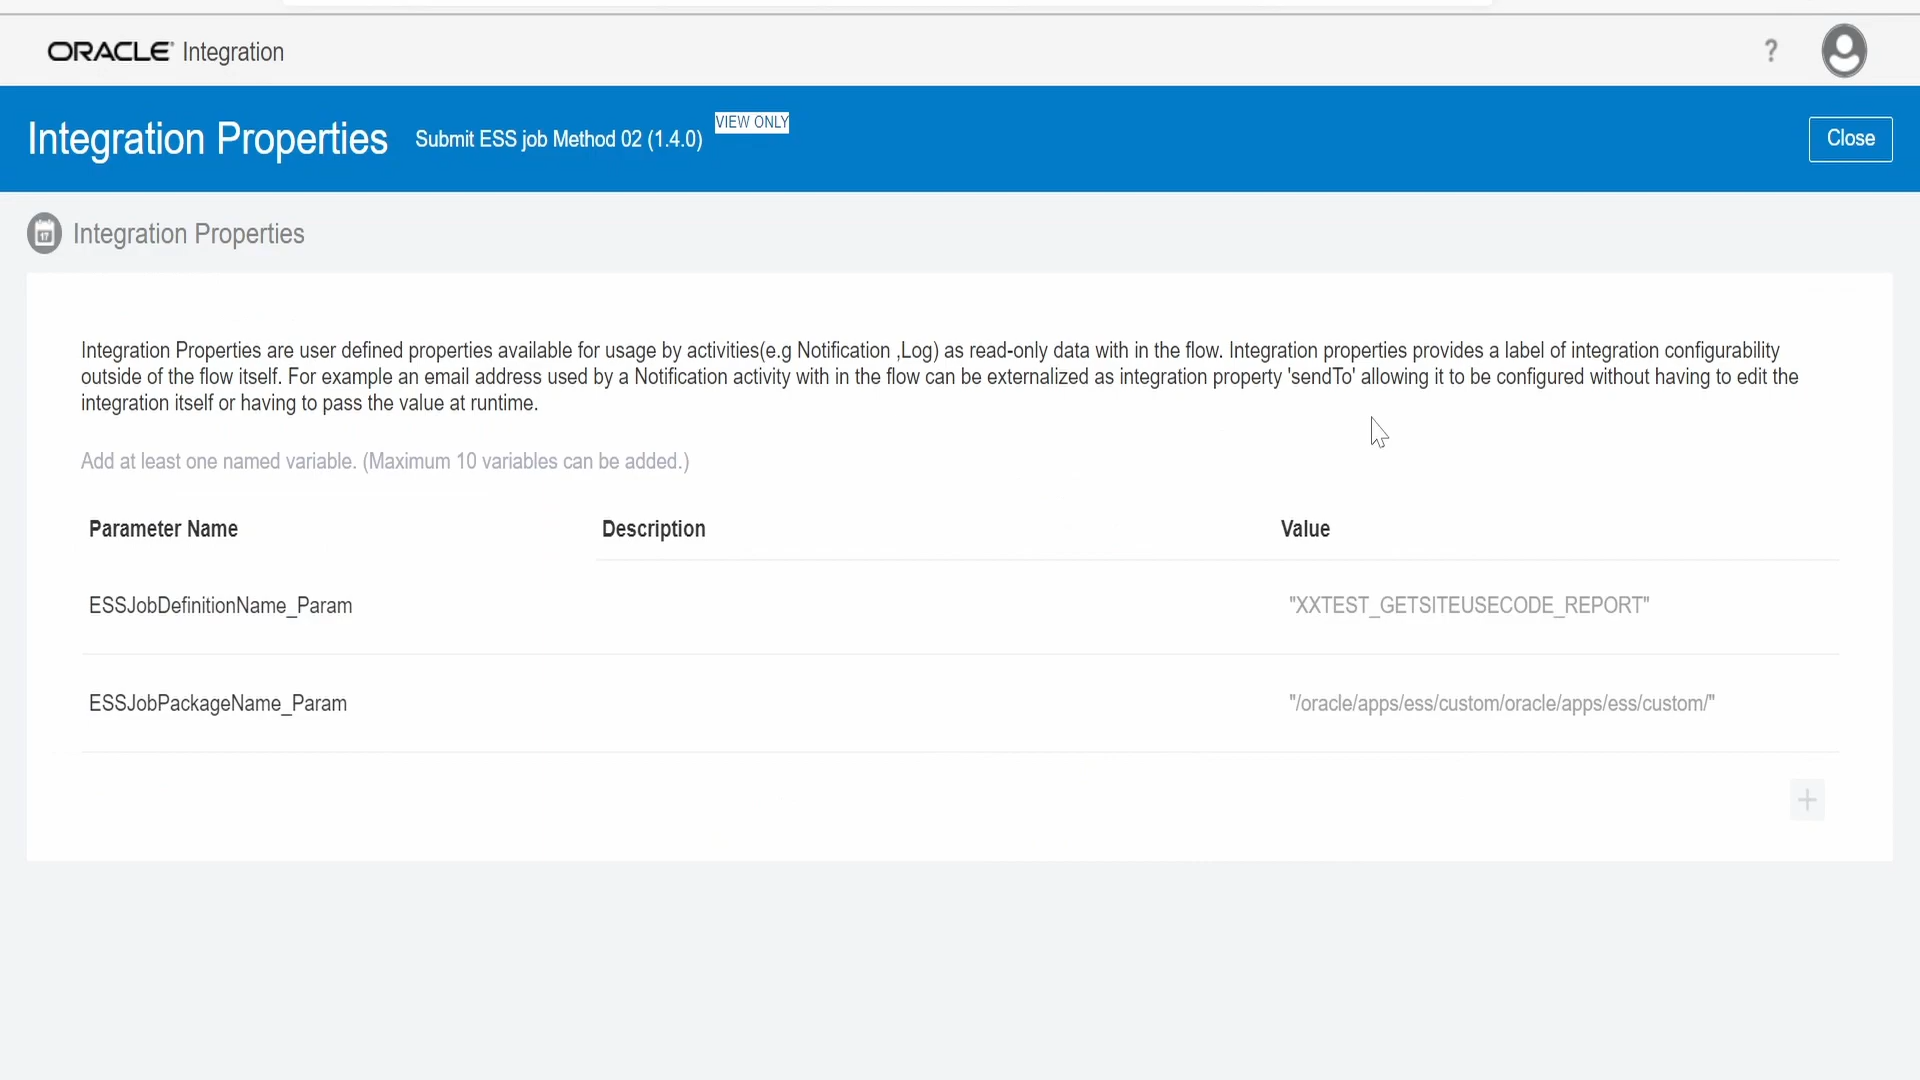 ORACLE Integration
?
Integration Properties Submit ESS job Method 02 (1.4.0) VIEW ONLY
Close
17 Integration Properties
Integration Properties are user defined properties available for usage by activities(e.g Notification ,Log) as read-only data with in the flow. Integration properties provides a label of integration configurability
outside of the flow itself. For example an email address used by a Notification activity with in the flow can be externalized as integration property 'sendTo' allowing it to be configured without having to edit the
integration itself or having to pass the value at runtime.
Add at least one named variable. (Maximum 10 variables can be added.)
Parameter Name Description Value
ESSJobDefinitionName_Param "XXTEST_GETSITEUSECODE_REPORT"
ESSJobPackageName_Param "/oracle/apps/ess/custom/oracle/apps/ess/custom/"
+